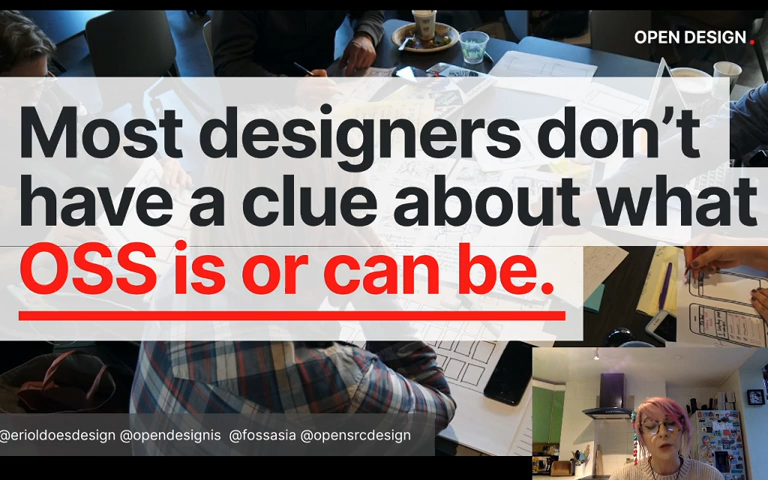 OPEN DESIGN.
Most designers don’t
have a clue about what
OSS is or can be.
@erioldoesdesign @opendesignis @fossasia @opensrcdesign